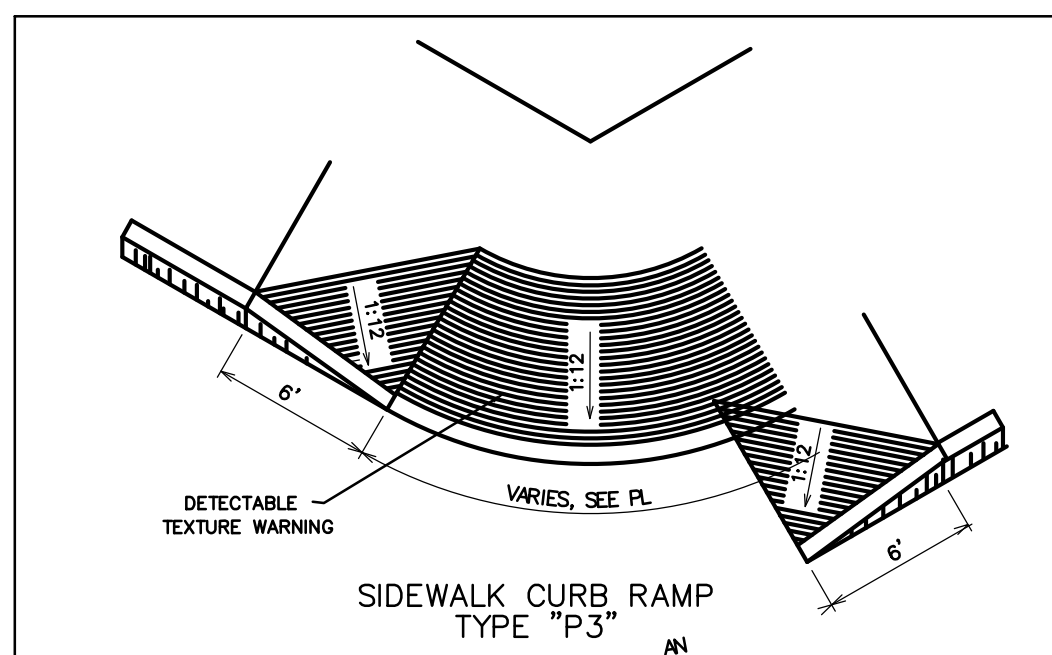 1:12
1:12
1:12
6'
6'
VARIES, SEE PL
DETECTABLE
TEXTURE WARNING
SIDEWALK CURB RAMP
TYPE "P3"
AN